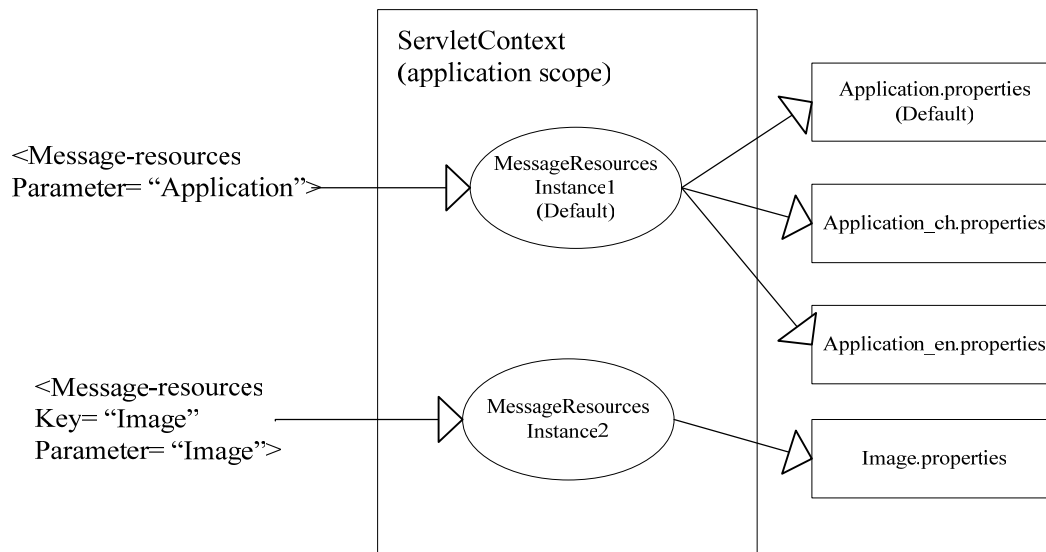 ServletContext
(application scope)
<Message-resources
Parameter= “Application”>
MessageResources
Instance1
(Default)
Application.properties
(Default)
Application_ch.properties
Application_en.properties
<Message-resources
Key= “Image”
Parameter= “Image”>
MessageResources
Instance2
Image.properties